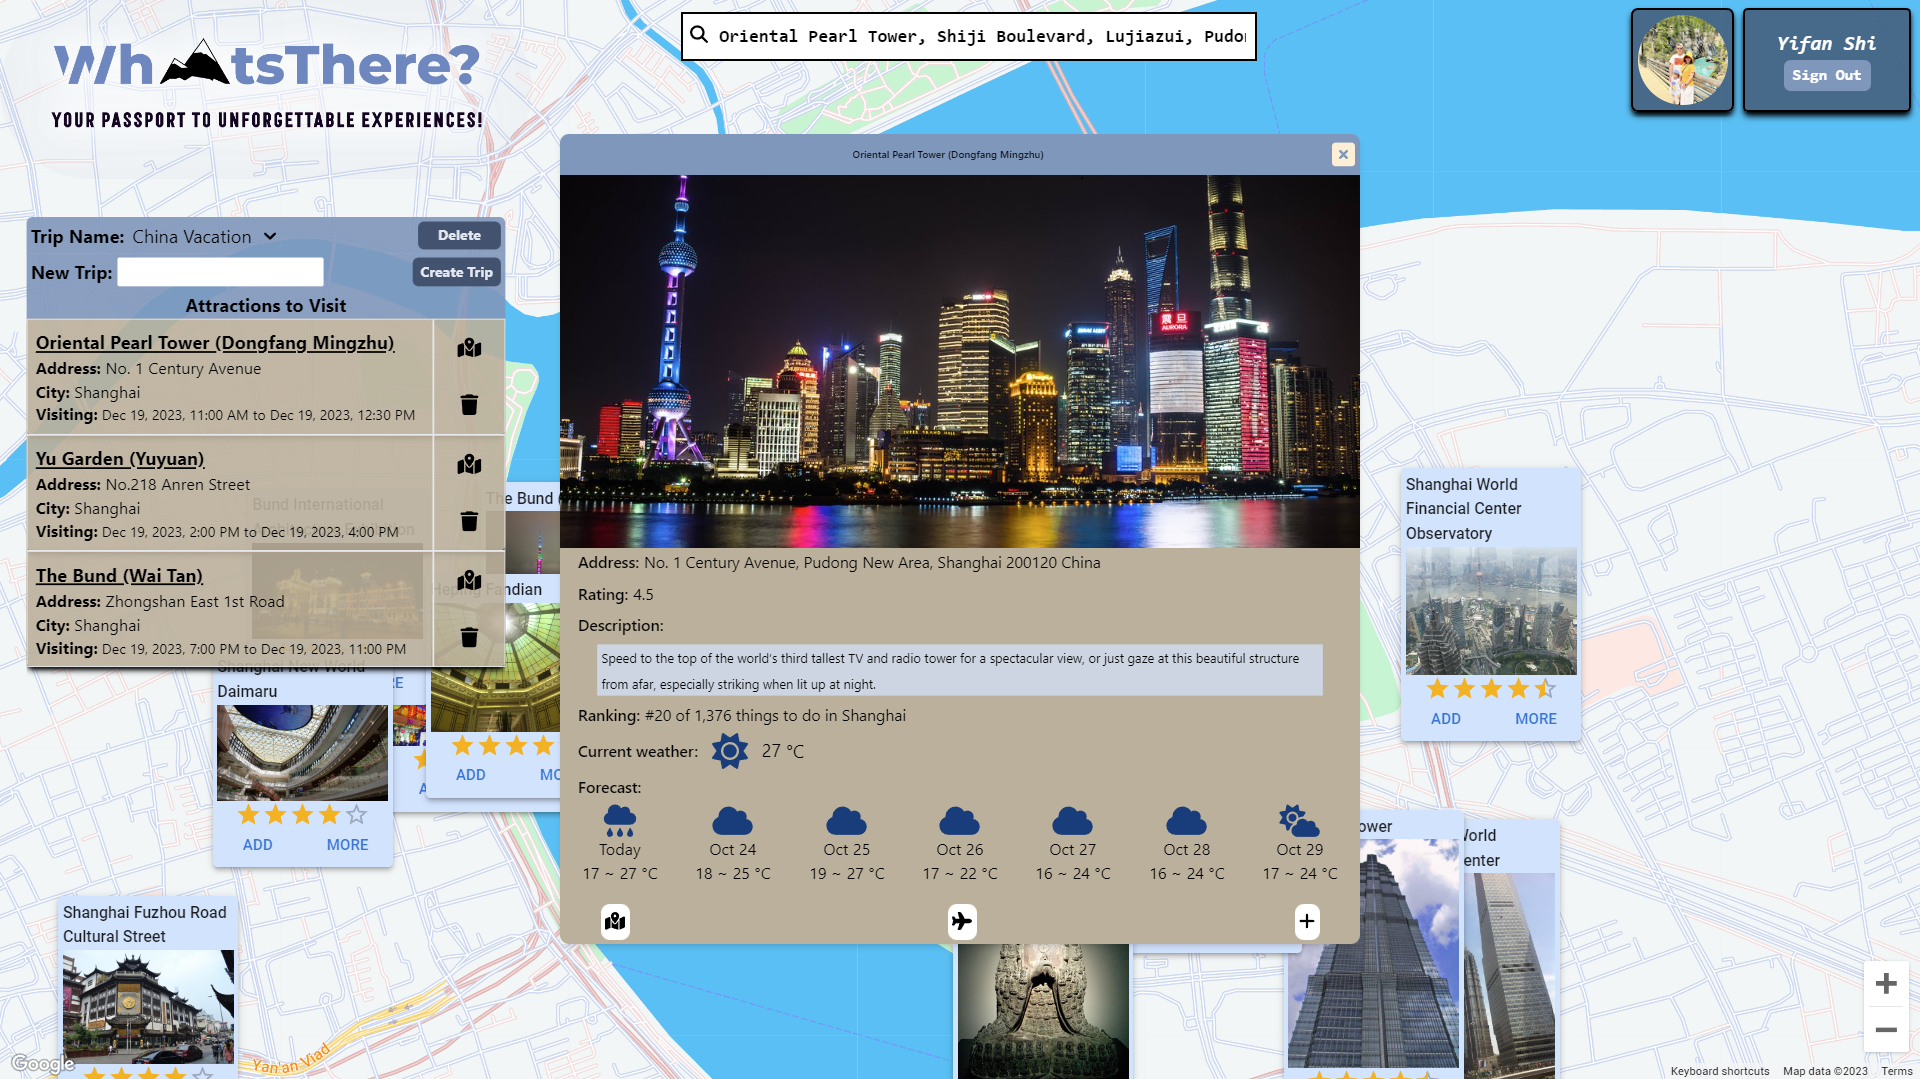 WhatsThere?
YOUR PASSPORT TO UNFORGETTABLE EXPERIENCES!
Oriental Pearl Tower, Shiji Boulevard, Lujiazui, Pudo
Yifan Shi
Sign Out
Trip Name: China Vacation
Delete
New Trip:
Create Trip
Attractions to Visit
Oriental Pearl Tower (Dongfang Mingzhu)
Address: No. 1 Century Avenue
City: Shanghai
Visiting: Dec 19, 2023, 11:00 AM to Dec 19, 2023, 12:30 PM
Yu Garden (Yuyuan)
Address: No.218 Anren Street
City: Shanghai
Visiting: Dec 19, 2023, 2:00 PM to Dec 19, 2023, 4:00 PM
The Bund (Wai Tan)
Address: Zhongshan East 1st Road
City: Shanghai
Visiting: Dec 19, 2023, 7:00 PM to Dec 19, 2023, 11:00 PM
Bund International
The Bund (
Heping Fandian
ADD
Shanghai New World
Daimaru
ADD MORE
Shanghai Fuzhou Road
Cultural Street
Yan'an Viad
Google
Oriental Pearl Tower (Dongfang Mingzhu)
震旦
AURORA
Address: No. 1 Century Avenue, Pudong New Area, Shanghai 200120 China
Rating: 4.5
Description:
Speed to the top of the world's third tallest TV and radio tower for a spectacular view, or just gaze at this beautiful structure
from afar, especially striking when lit up at night.
Ranking: #20 of 1,376 things to do in Shanghai
Current weather: 27 °C
Forecast:
Today Oct 24 Oct 25 Oct 26 Oct 27 Oct 28 Oct 29
17 ~ 27 °C 18 ~ 25 °C 19 ~ 27 °C 17 ~ 22 °C 16 ~ 24 °C 16 ~ 24 °C 17 ~ 24 °C
Shanghai World
Financial Center
Observatory
ADD MORE
ower
World
enter
Keyboard shortcuts Map data ©2023 Terms